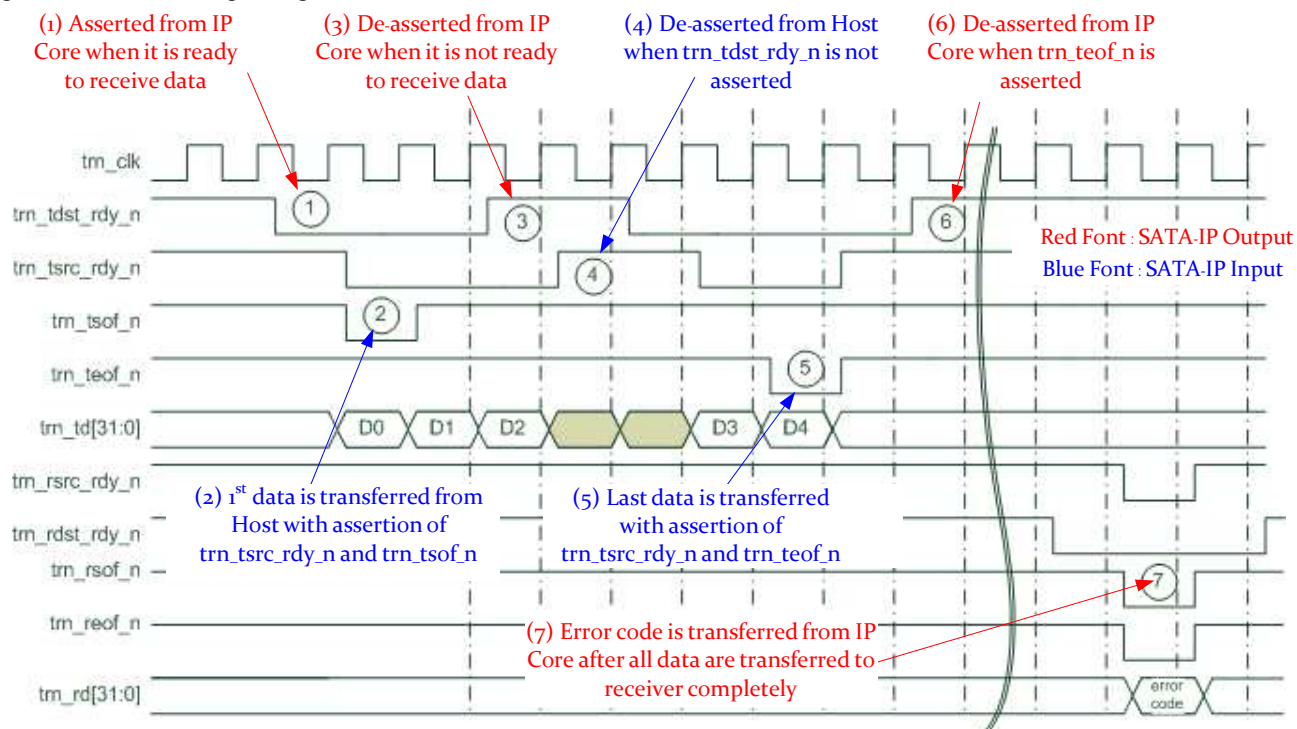 (1) Asserted from IP
Core when it is ready
to receive data
(3) De-asserted from IP
Core when it is not ready
to receive data
(4) De-asserted from Host
when trn_tdst_rdy_n is not
asserted
(6) De-asserted from IP
Core when trn_teof_n is
asserted
trn_clk
trn_tdst_rdy_n
1
3
6
Red Font : SATA-IP Output
Blue Font : SATA-IP Input
trn_tsrc_rdy_n
4
trn_tsof_n
2
trn_teof_n
5
trn_td[31:0]
D0
D1
D2
D3
D4
trn_rsrc_rdy_n
(2) 1st data is transferred from
Host with assertion of
trn_tsrc_rdy_n and trn_tsof_n
(5) Last data is transferred
with assertion of
trn_tsrc_rdy_n and trn_teof_n
trn_rdst_rdy_n
trn_rsof_n
7
trn_reof_n
(7) Error code is transferred from IP
Core after all data are transferred to
receiver completely
trn_rd[31:0]
error
code